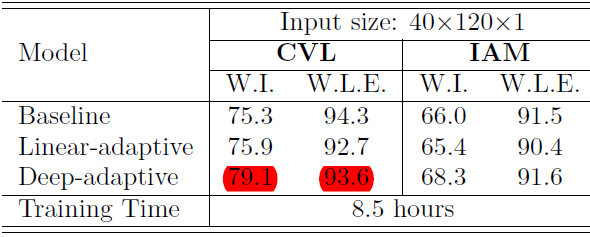 Input size: 40×120×1
Model CVL IAM
W.I. W.L.E. W.I. W.L.E.
Baseline 75.3 94.3 66.0 91.5
Linear-adaptive 75.9 92.7 65.4 90.4
Deep-adaptive 79.1 93.6 68.3 91.6
Training Time 8.5 hours